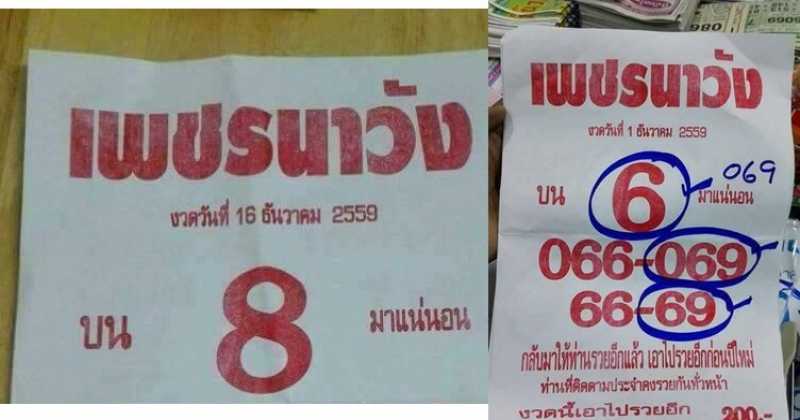 เพชรนาวัง
งวดวันที่ 16 ธันวาคม 2559
บน 8 มาแน่นอน
เพชรนาวัง
งวดวันที่ 1 ธันวาคม 2559
069
บน 6 มาแน่นอน
066-069
66-69
กลับมาให้ท่านรวยอีกแล้ว เอาไปรวยอีกก่อนปีใหม่
ท่านที่ติดตามประจำคงรวยกันทั่วหน้า
งวดนี้เอาไปรวยอีก 200.-